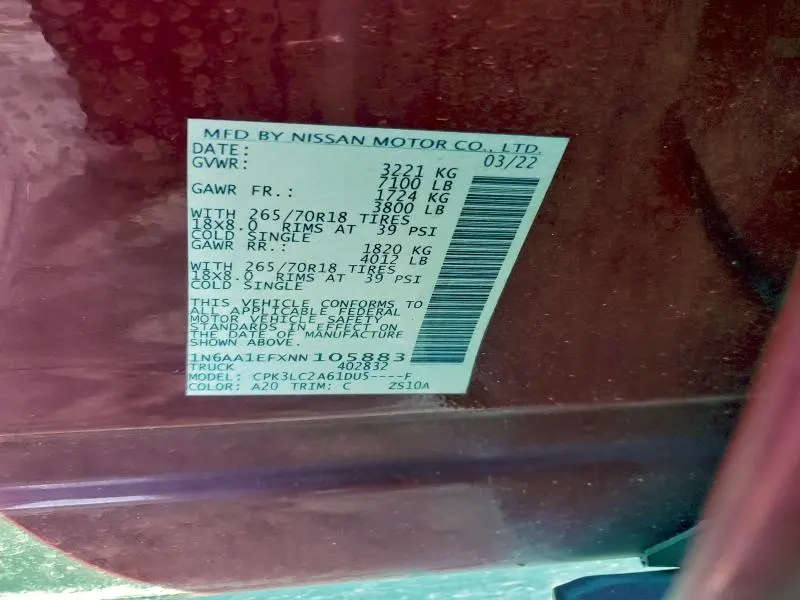 MFD BY NISSAN MOTOR CO., LTD.
DATE: 03/22
GVWR: 3221 KG
7100 LB
GAWR FR.: 1724 KG
3800 LB
WITH 265/70R18 TIRES
18X8.0 RIMS AT 39 PSI
COLD SINGLE
GAWR RR.: 1820 KG
4012 LB
WITH 265/70R18 TIRES
18X8.0 RIMS AT 39 PSI
COLD SINGLE
THIS VEHICLE CONFORMS TO
ALL APPLICABLE FEDERAL
MOTOR VEHICLE SAFETY
STANDARDS IN EFFECT ON
THE DATE OF MANUFACTURE
SHOWN ABOVE.
1N6AA1EFXNN105883
TRUCK 402832
MODEL: CPK3LC2A61DU5----F
COLOR: A20 TRIM: C ZS10A